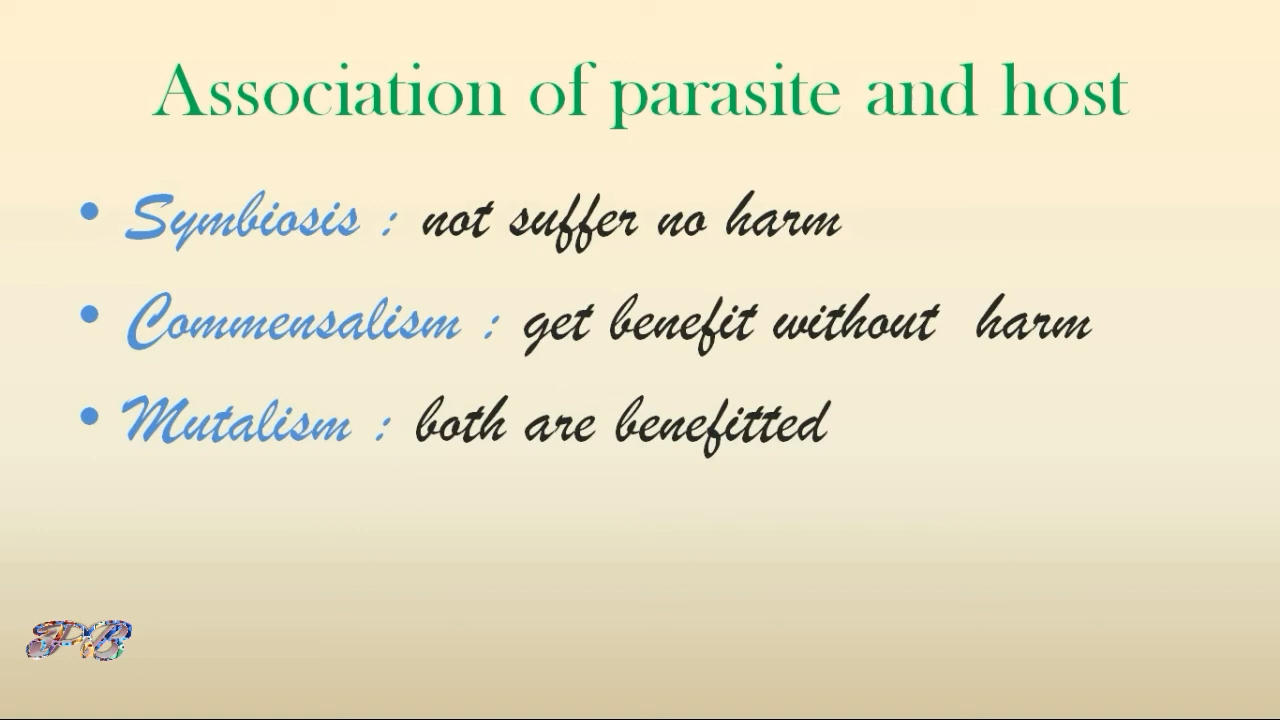 Association of parasite and host
• Symbiosis : not suffer no harm
• Commensalism : get benefit without harm
• Mutalism : both are benefitted